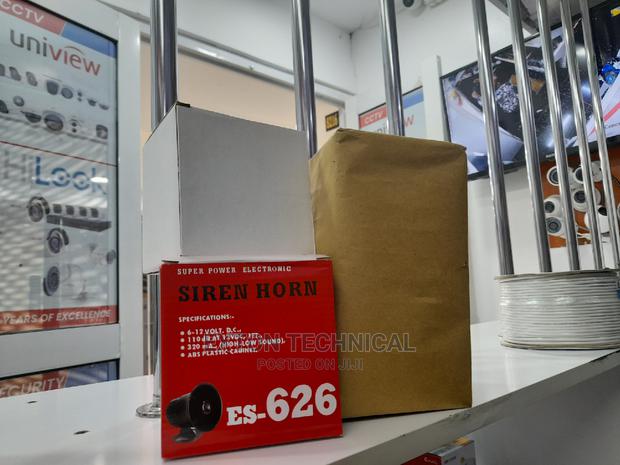 CCTV
uniview
HiLook
YEARS OF EXCELLENCE
SECURITY
CCTV
SUPER POWER ELECTRONIC
SIREN HORN
SPECIFICATIONS:-
6-12 VOLT. D.C.,
110 dB AT 12VDC, 1FT.,
320 mA., (HIGH-LOW SOUND).
ABS PLASTIC CABINET.
ES-626
TECHNICAL
POSTED ON JIJI